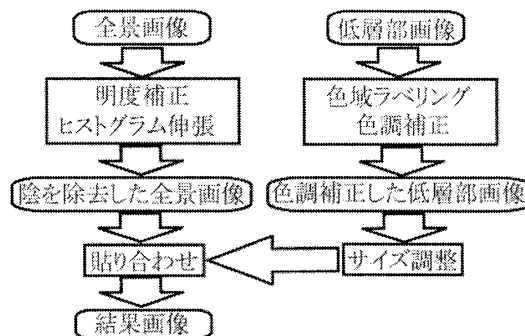 全景画像
低層部画像
明度補正
ヒストグラム伸張
色域ラベリング
色調補正
陰を除去した全景画像
色調補正した低層部画像
貼り合わせ
サイズ調整
結果画像